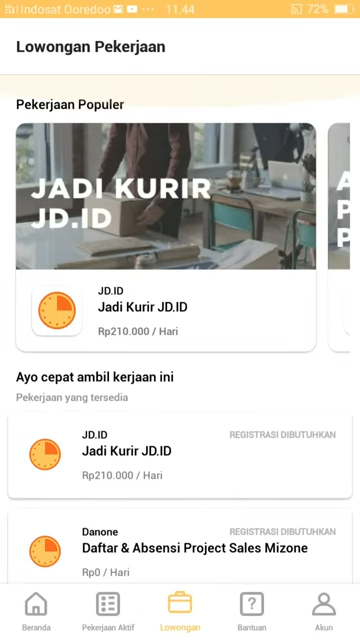 Indosat Ooredoo ··· 11.44 72%
Lowongan Pekerjaan
Pekerjaan Populer
JADI KURIR
JD.ID
JD.ID
Jadi Kurir JD.ID
Rp210.000 / Hari
A
P
P
Ayo cepat ambil kerjaan ini
Pekerjaan yang tersedia
JD.ID
REGISTRASI DIBUTUHKAN
Jadi Kurir JD.ID
Rp210.000 / Hari
Danone
REGISTRASI DIBUTUHKAN
Daftar & Absensi Project Sales Mizone
Rp0 / Hari
Beranda Pekerjaan Aktif Lowongan Bantuan Akun